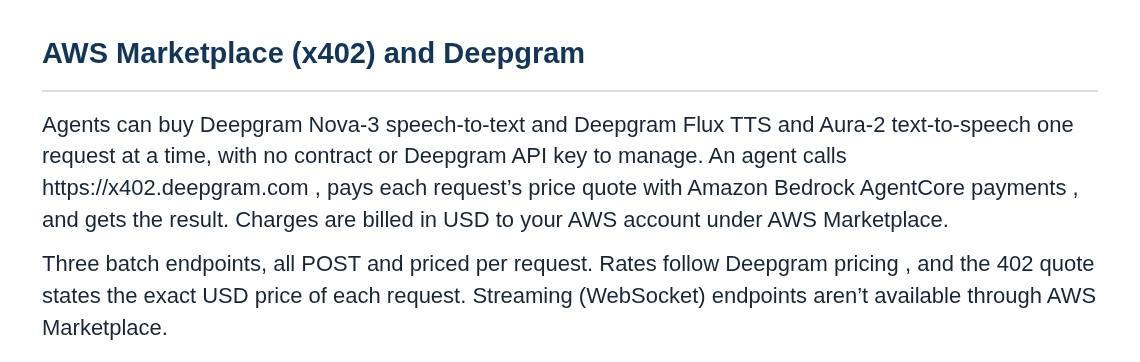 AWS Marketplace (x402) and Deepgram
Agents can buy Deepgram Nova-3 speech-to-text and Deepgram Flux TTS and Aura-2 text-to-speech one
request at a time, with no contract or Deepgram API key to manage. An agent calls
https://x402.deepgram.com , pays each request’s price quote with Amazon Bedrock AgentCore payments ,
and gets the result. Charges are billed in USD to your AWS account under AWS Marketplace.
Three batch endpoints, all POST and priced per request. Rates follow Deepgram pricing , and the 402 quote
states the exact USD price of each request. Streaming (WebSocket) endpoints aren’t available through AWS
Marketplace.